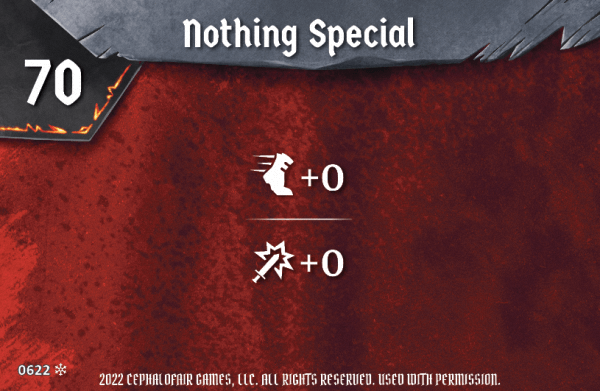 Nothing Special
70
+0
+0
0622
2022 CEPHALOFAIR GAMES, LLC. ALL RIGHTS RESERVED. USED WITH PERMISSION.